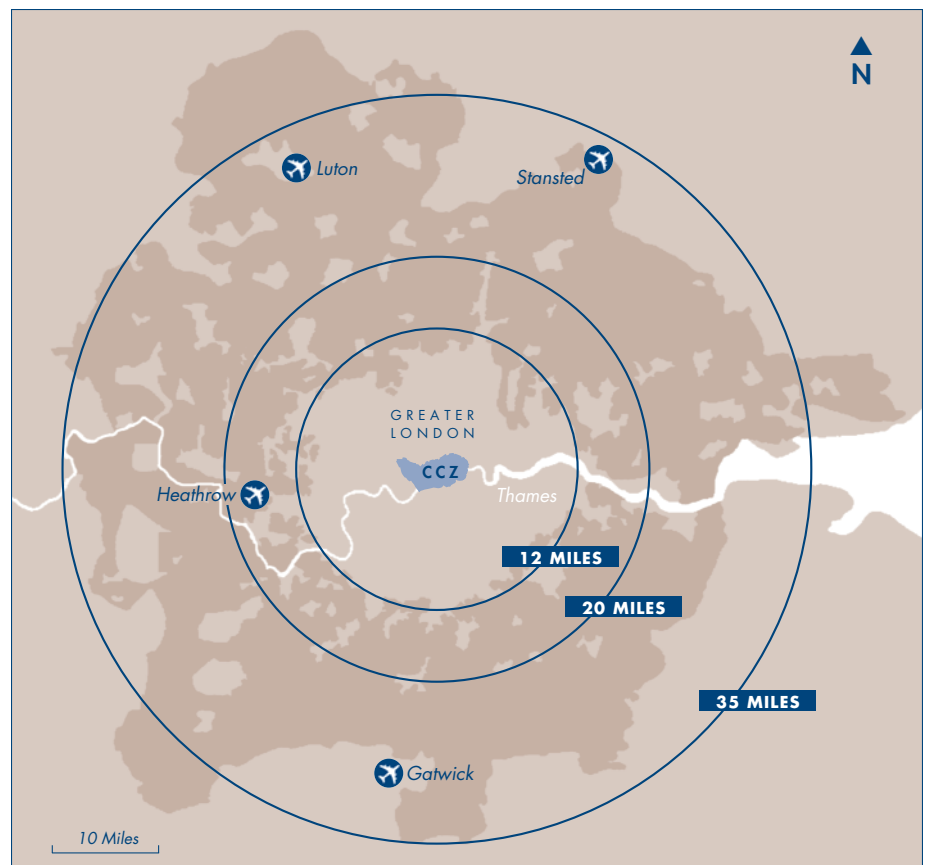 N
Luton
Stansted
GREATER
LONDON
CCZ
Heathrow
Thames
12 MILES
20 MILES
35 MILES
Gatwick
10 Miles